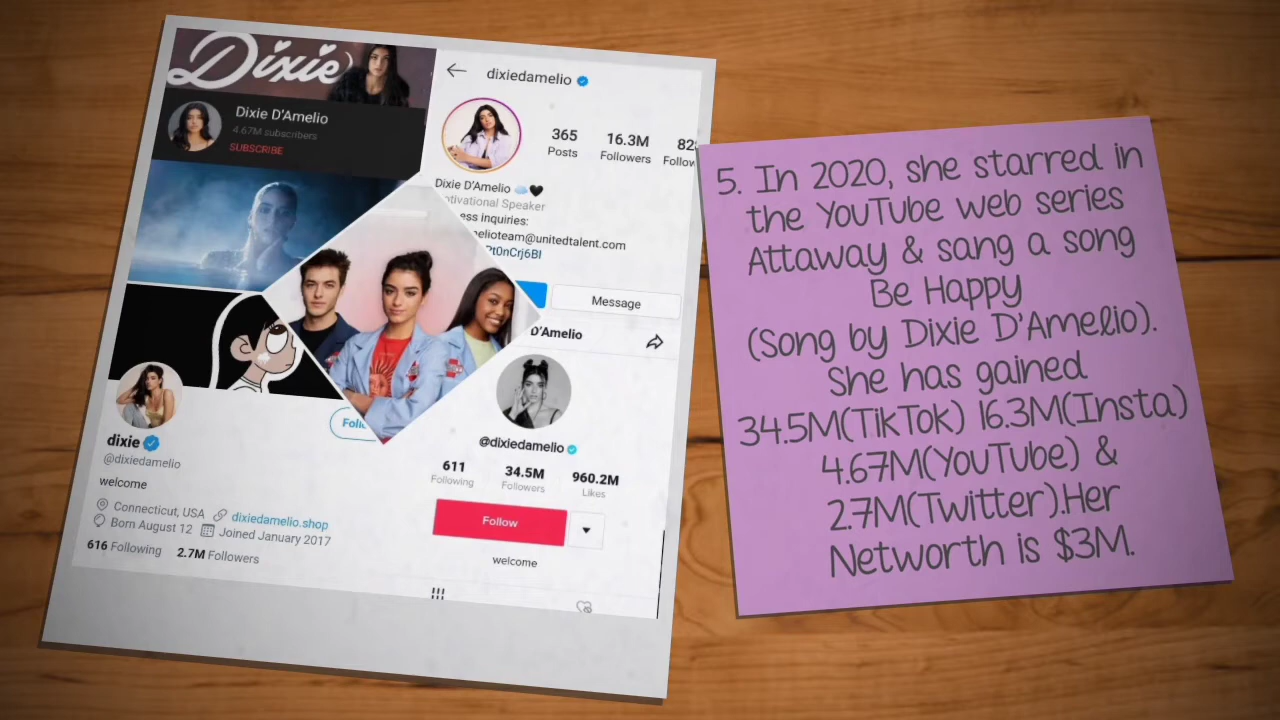 Dixie
Dixie D'Amelio
4.67M subscribers
SUBSCRIBE
dixiedamelio
365
Posts
16.3M
Followers
Dixie D'Amelio
Speaker
inquiries:
@unitedtalent.com
Message
D'Amelio
@dixiedamelio
611
Following
34.5M
Followers
960.2M
Likes
Follow
welcome
dixie
@dixiedamelio
welcome
Connecticut, USA dixiedamelio.shop
Born August 12 Joined January 2017
616 Following 2.7M Followers
5. In 2020, she starred in
the YouTube web series
Attaway & sang a song
Be Happy
(Song by Dixie D'Amelio).
She has gained
34.5M(TikTok) 16.3M(Insta)
4.67M(YouTube) &
2.7M(Twitter).Her
Networth is $3M.